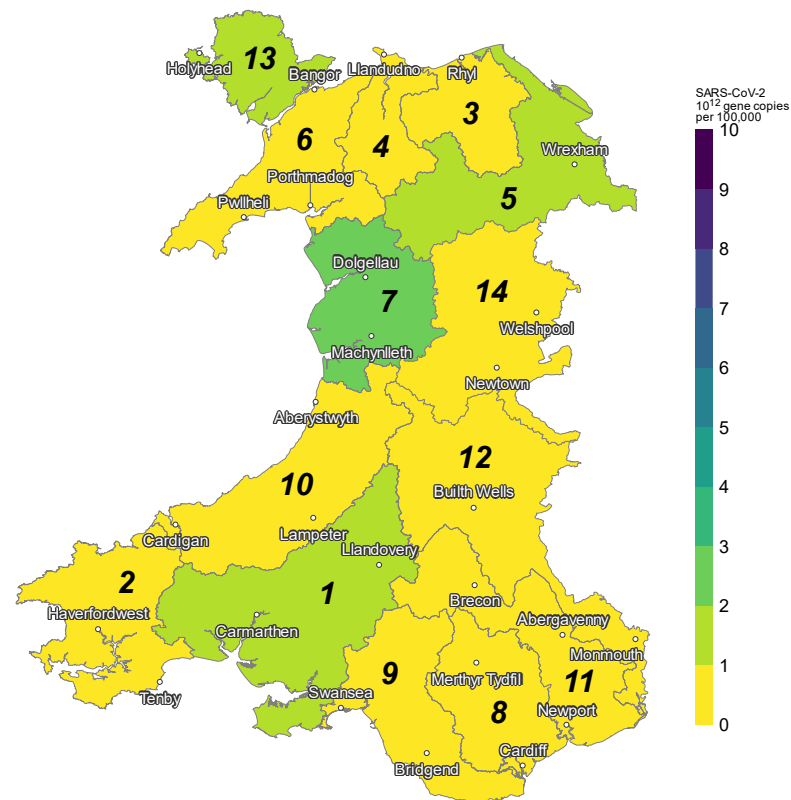 13
Holyhead
Bangor
Llandudno
Rhyl
3
6
4
Wrexham
Porthmadog
Pwllheli
5
Dolgellau
7
14
Welshpool
Machynlleth
Newtown
Aberystwyth
12
10
Builth Wells
Lampeter
Cardigan
Llandovery
2
1
Brecon
Haverfordwest
Abergavenny
Carmarthen
Monmouth
9
Merthyr Tydfil
11
Tenby
Swansea
8
Newport
Cardiff
Bridgend
SARS-CoV-2
10¹² gene copies
per 100,000
10
9
8
7
6
5
4
3
2
1
0